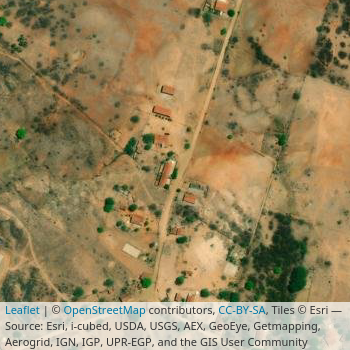 Leaflet | © OpenStreetMap contributors, CC-BY-SA, Tiles © Esri —
Source: Esri, i-cubed, USDA, USGS, AEX, GeoEye, Getmapping,
Aerogrid, IGN, IGP, UPR-EGP, and the GIS User Community